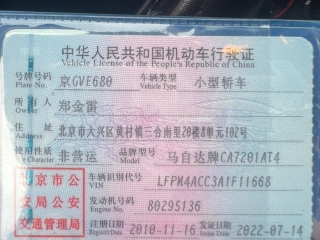 中华人民共和国机动车行驶证
Vehicle License of the People's Republic of China
号牌号码 京GVE680 车辆类型 小型轿车
Plate No. Vehicle Type
所有人 郑金雷
Owner
住址 北京市大兴区黄村镇三合南里20楼8单元102号
使用性质 非营运 品牌型号 马自达牌CA7201AT4
Use Character Model
北京市公 车辆识别代号 LFPM4ACC3A1F11668
VIN
安局公安 发动机号码 80295136
Engine No.
交通管理局 注册日期 2010-11-16 发证日期 2022-07-14